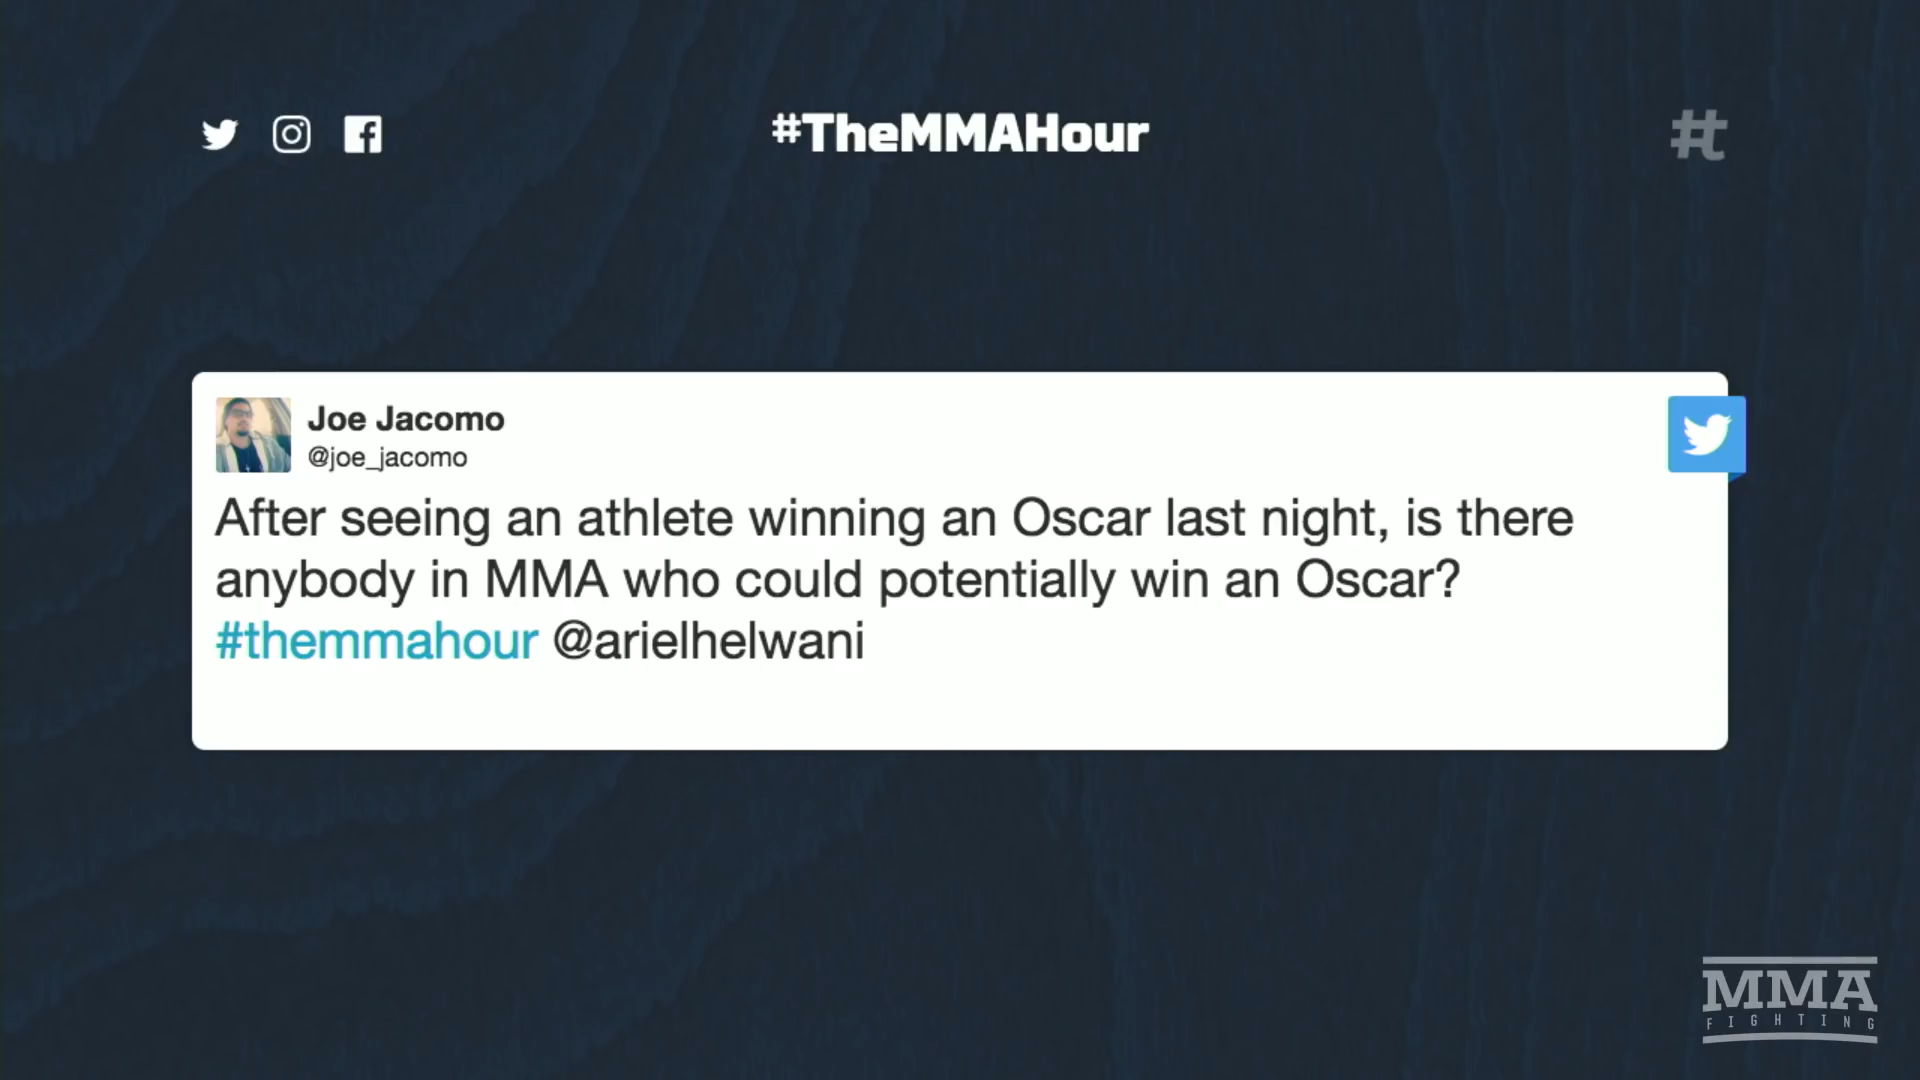 #TheMMAHour
Joe Jacomo
@joe_jacomo
After seeing an athlete winning an Oscar last night, is there
anybody in MMA who could potentially win an Oscar?
#themmahour @arielhelwani
MMA
FIGHTING